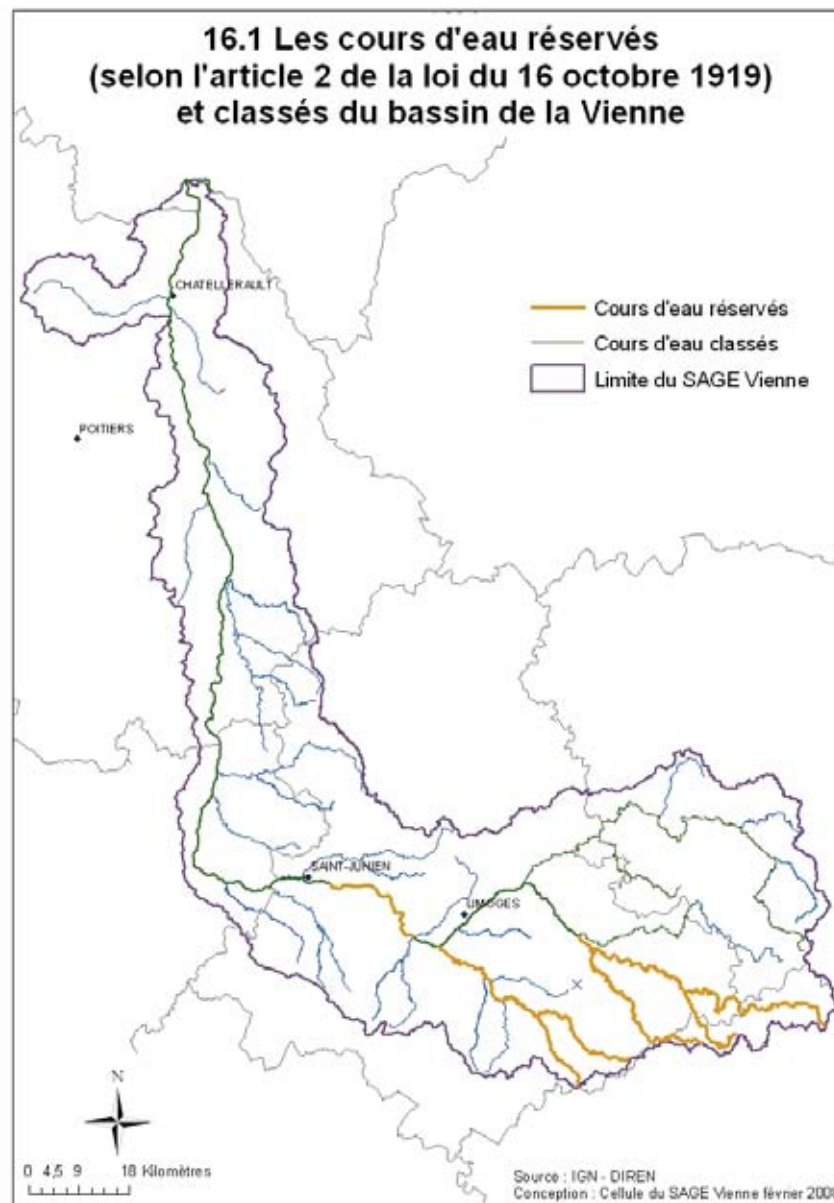 16.1 Les cours d'eau réservés
(selon l'article 2 de la loi du 16 octobre 1919)
et classés du bassin de la Vienne
CHATELLERAULT
Cours d'eau réservés
Cours d'eau classés
Limite du SAGE Vienne
POITIERS
SAINT-JUNIEN
LIMOGES
N
0 4,5 9 18 Kilomètres
Source : IGN - DIREN
Conception : Cellule du SAGE Vienne février